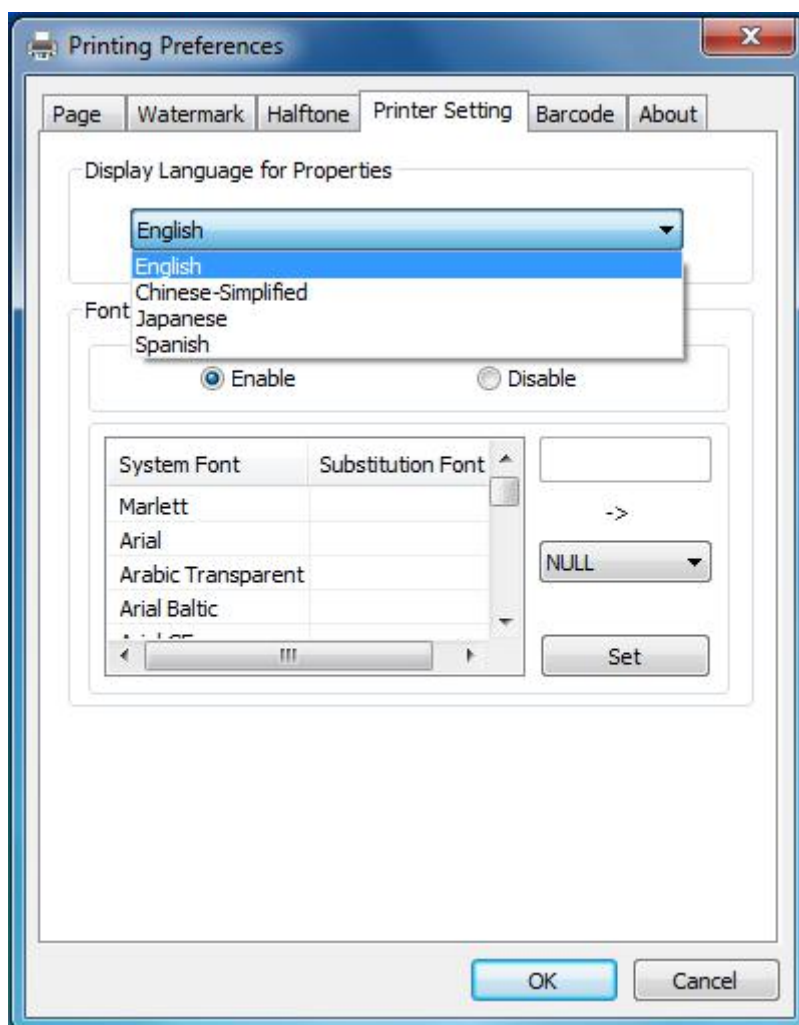 Printing Preferences
Page Watermark Halftone Printer Setting Barcode About
Display Language for Properties
English
English
Chinese-Simplified
Japanese
Spanish
Font
Enable Disable
System Font Substitution Font
Marlett
->
Arial
NULL
Arabic Transparent
Arial Baltic
Set
OK Cancel